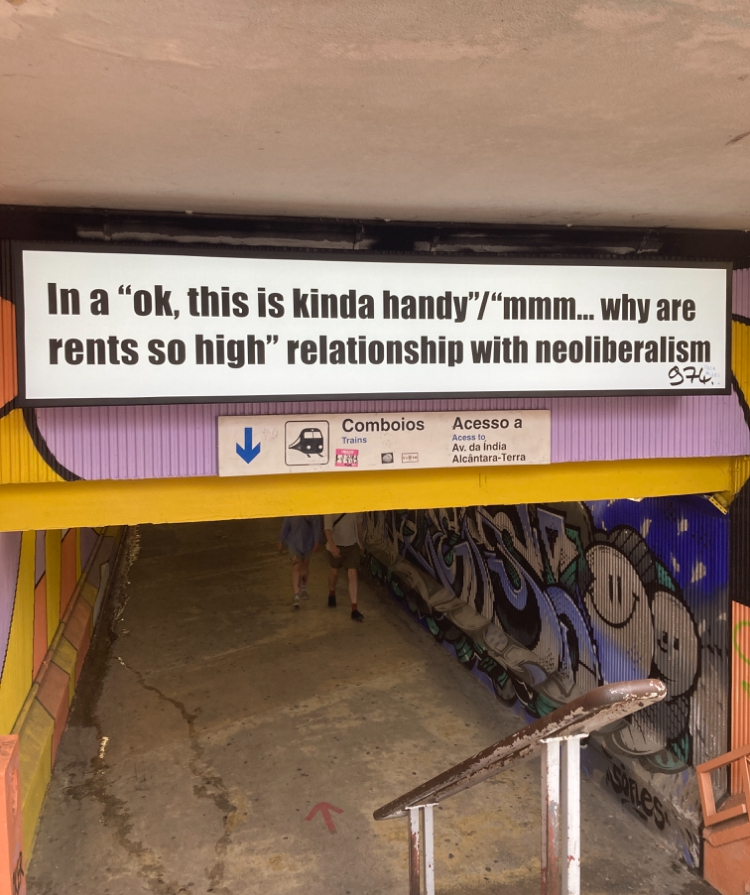 In a “ok, this is kinda handy”/“mmm... why are
rents so high” relationship with neoliberalism
974.
Comboios
Trains
Acesso a
Acess to
Av. da Índia
Alcântara-Terra